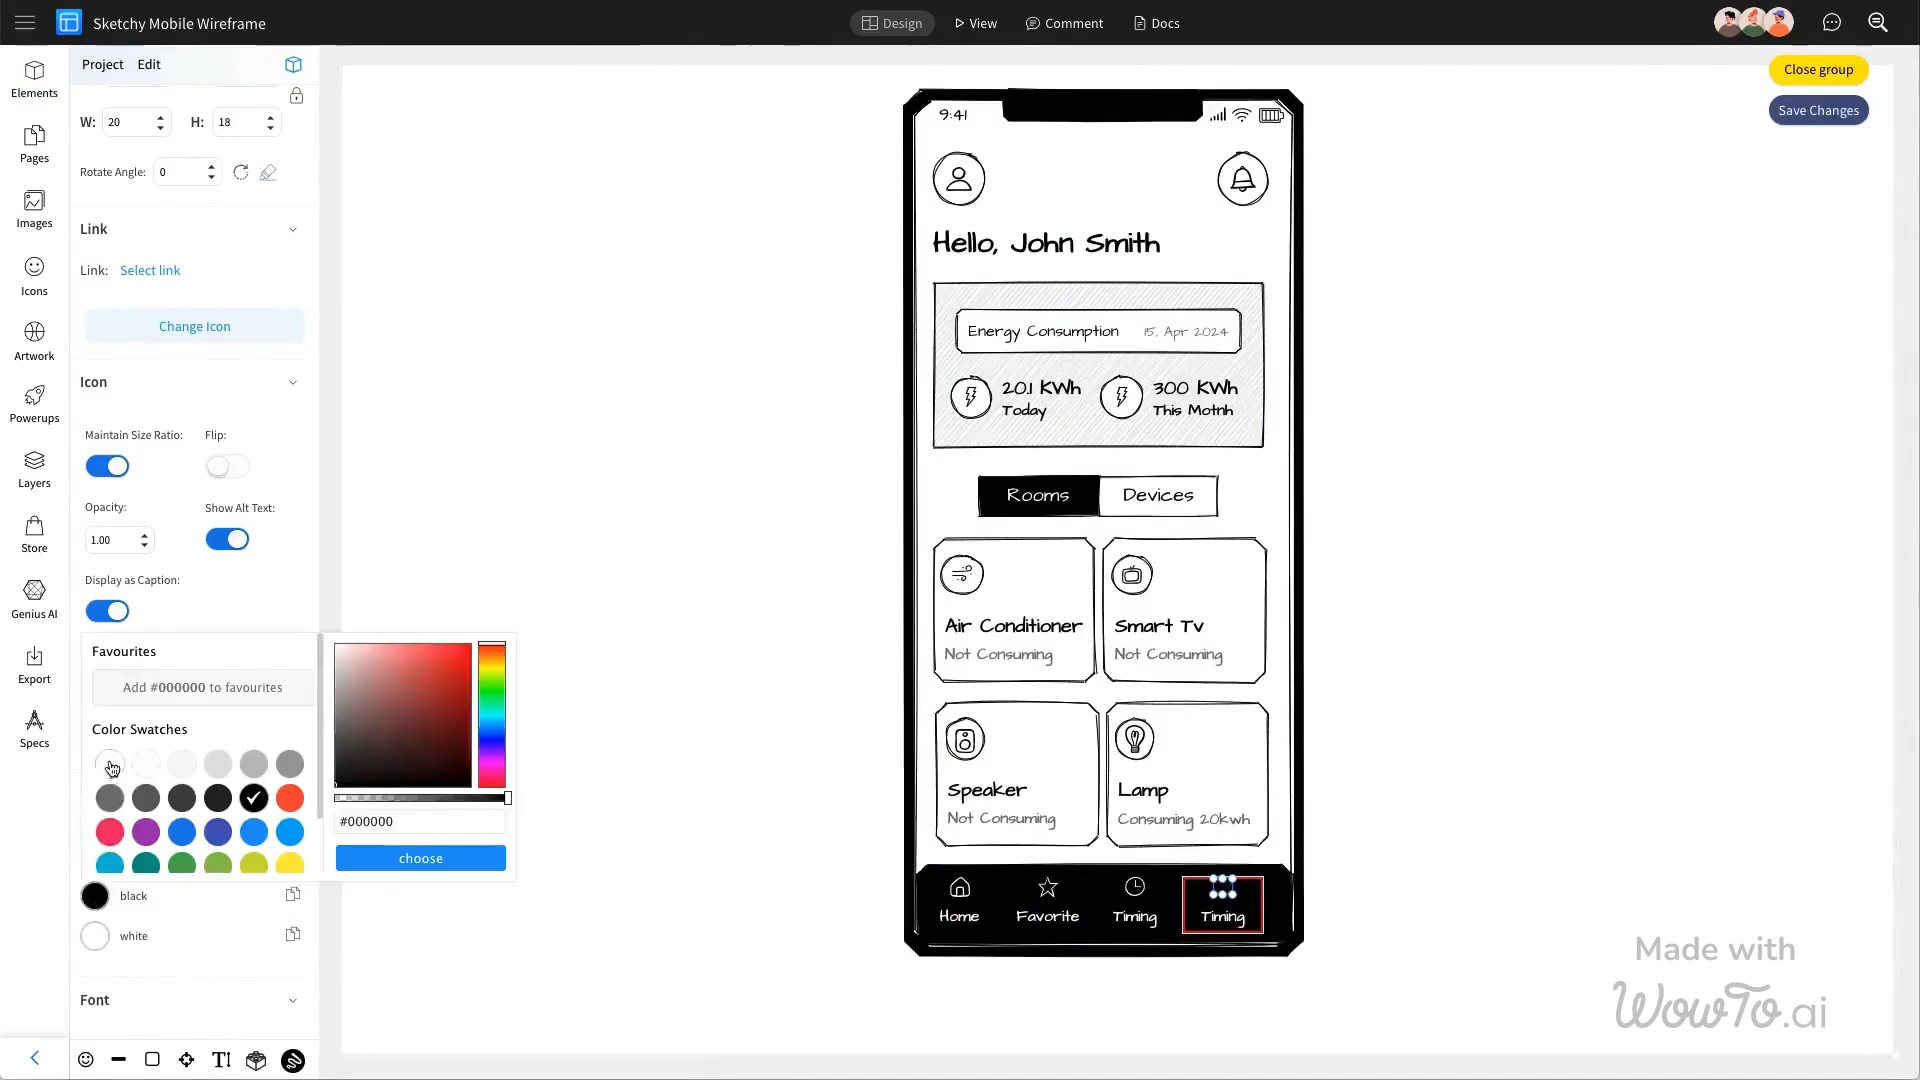 Sketchy Mobile Wireframe
Design
View
Comment
Docs
Project
Edit
Close group
Save Changes
Elements
Pages
Images
Icons
Artwork
Powerups
Layers
Store
Genius AI
Export
Specs
W: 20
H: 18
Rotate Angle: 0
Link
Link: Select link
Change Icon
Icon
Maintain Size Ratio:
Flip:
Opacity:
Show Alt Text:
1.00
Display as Caption:
Favourites
Add #000000 to favourites
Color Swatches
#000000
choose
black
white
Font
9:41
Hello, John Smith
Energy Consumption
15, Apr 2024
20.1 KWh
Today
300 KWh
This Motnh
Rooms
Devices
Air Conditioner
Not Consuming
Smart Tv
Not Consuming
Speaker
Not Consuming
Lamp
Consuming 20kwh
Home
Favorite
Timing
Timing
Made with
WowTo.ai